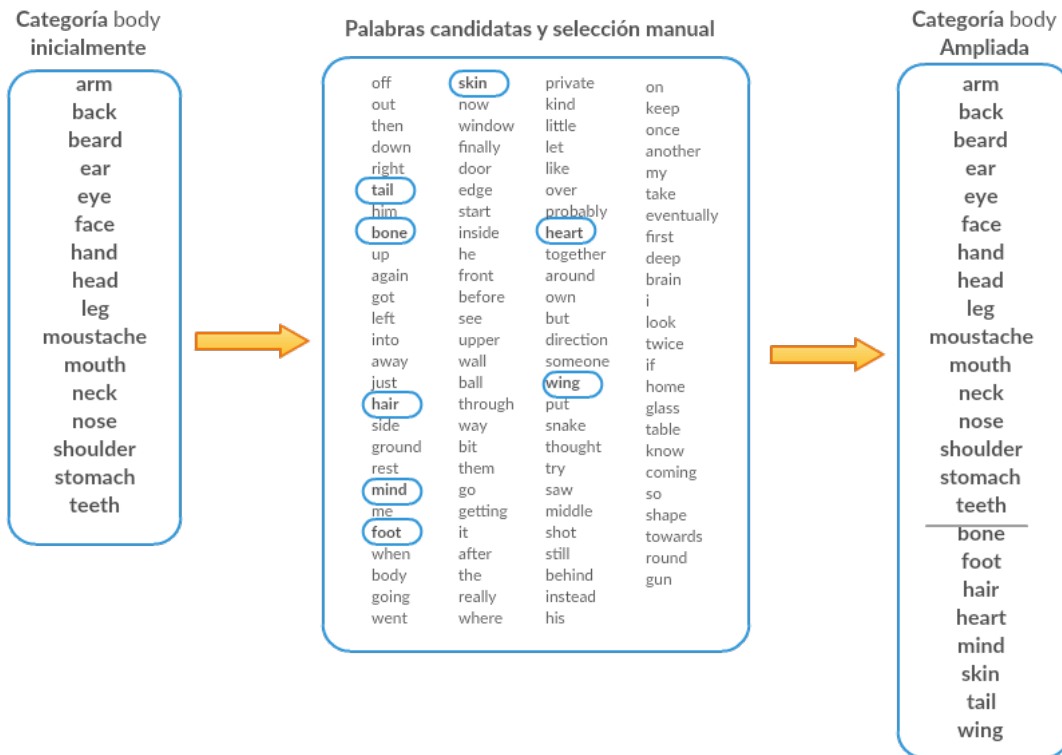 Categoría body
inicialmente
arm
back
beard
ear
eye
face
hand
head
leg
moustache
mouth
neck
nose
shoulder
stomach
teeth
Palabras candidatas y selección manual
off
out
then
down
right
tail
him
bone
up
again
got
left
into
away
just
hair
side
ground
rest
mind
me
foot
when
body
going
went
skin
now
window
finally
door
edge
start
inside
he
front
before
see
upper
wall
ball
through
way
bit
them
go
getting
it
after
the
really
where
private
kind
little
let
like
over
probably
heart
together
around
own
but
direction
someone
wing
put
snake
thought
try
saw
middle
shot
still
behind
instead
his
on
keep
once
another
my
take
eventually
first
deep
brain
i
look
twice
if
home
glass
table
know
coming
so
shape
towards
round
gun
Categoría body
Ampliada
arm
back
beard
ear
eye
face
hand
head
leg
moustache
mouth
neck
nose
shoulder
stomach
teeth
bone
foot
hair
heart
mind
skin
tail
wing